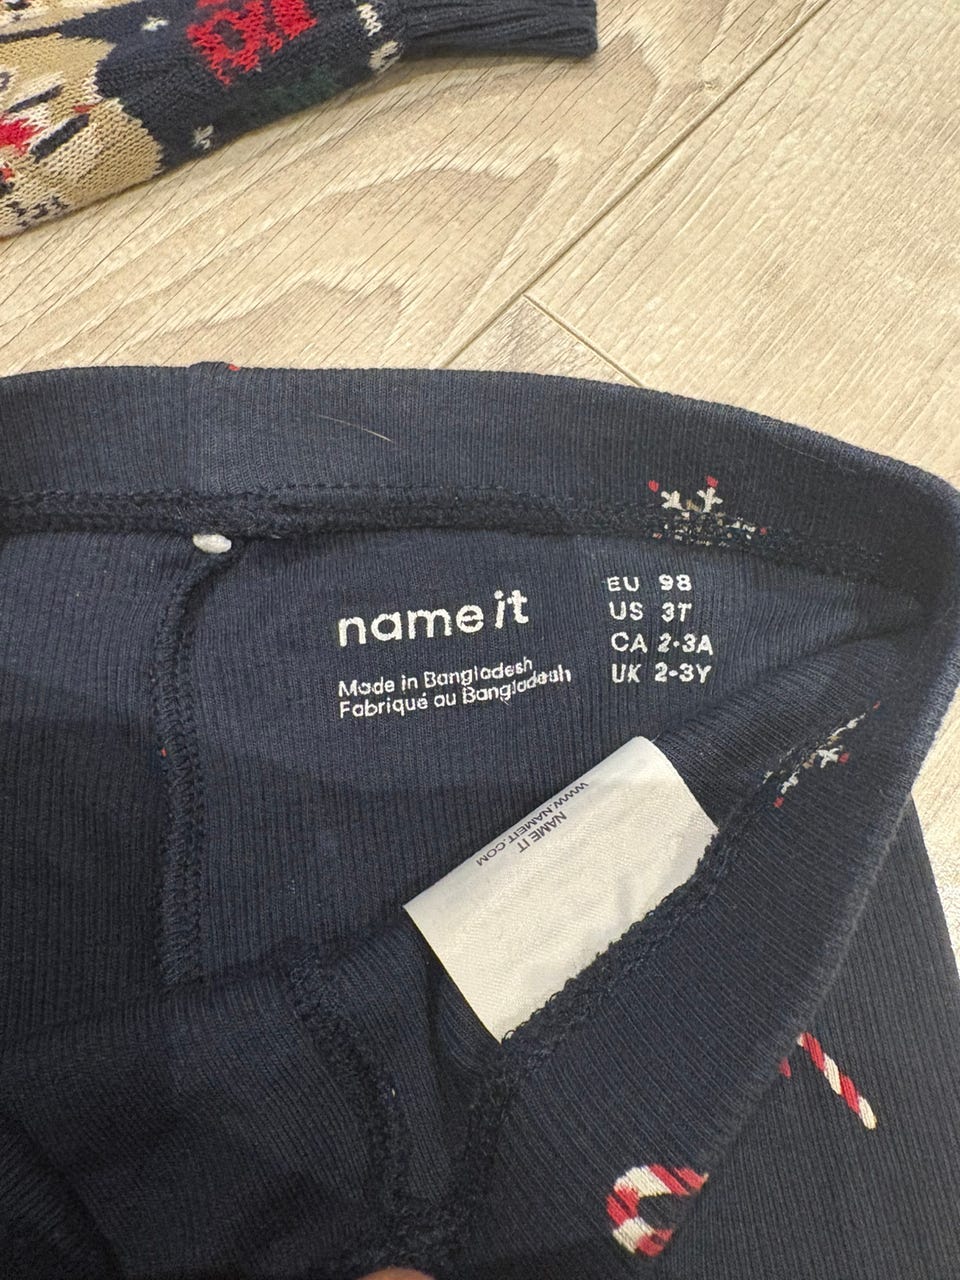 name it
Made in Bangladesh
Fabriqué au Bangladesh
EU 98
US 3T
CA 2-3A
UK 2-3Y
NAME IT
WWW.NAMEIT.COM